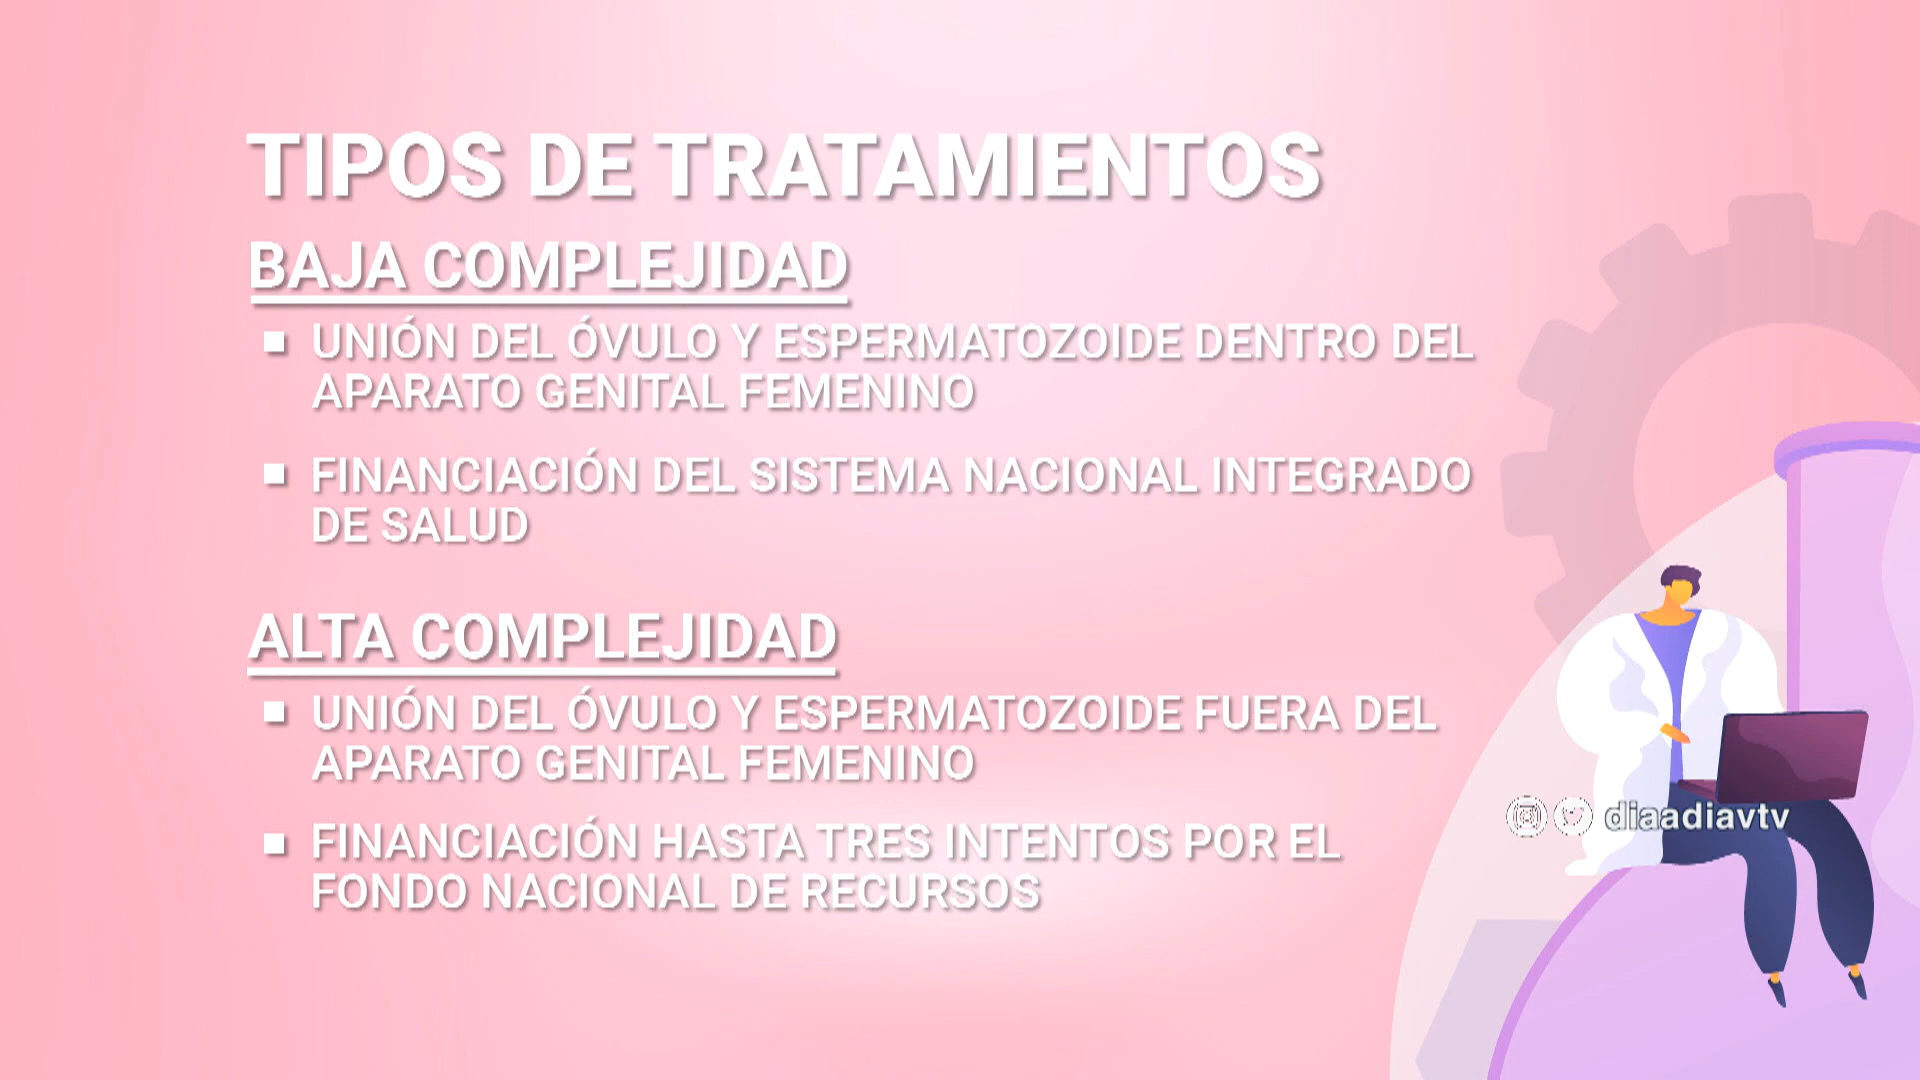 TIPOS DE TRATAMIENTOS
BAJA COMPLEJIDAD
▪ UNIÓN DEL ÓVULO Y ESPERMATOZOIDE DENTRO DEL
APARATO GENITAL FEMENINO
▪ FINANCIACIÓN DEL SISTEMA NACIONAL INTEGRADO
DE SALUD
ALTA COMPLEJIDAD
▪ UNIÓN DEL ÓVULO Y ESPERMATOZOIDE FUERA DEL
APARATO GENITAL FEMENINO
▪ FINANCIACIÓN HASTA TRES INTENTOS POR EL
FONDO NACIONAL DE RECURSOS
diaadiavtv